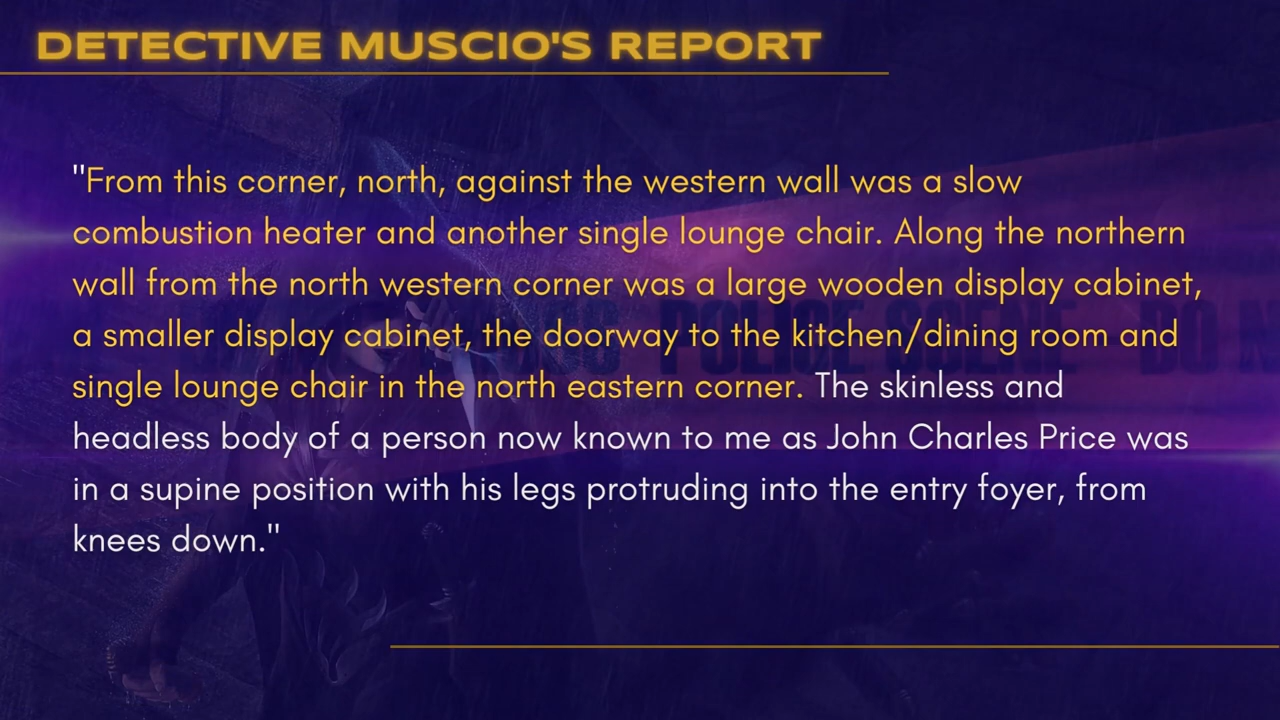 DETECTIVE MUSCIO'S REPORT
"From this corner, north, against the western wall was a slow
combustion heater and another single lounge chair. Along the northern
wall from the north western corner was a large wooden display cabinet,
a smaller display cabinet, the doorway to the kitchen/dining room and
single lounge chair in the north eastern corner. The skinless and
headless body of a person now known to me as John Charles Price was
in a supine position with his legs protruding into the entry foyer, from
knees down."
POLICE SCENE DO N